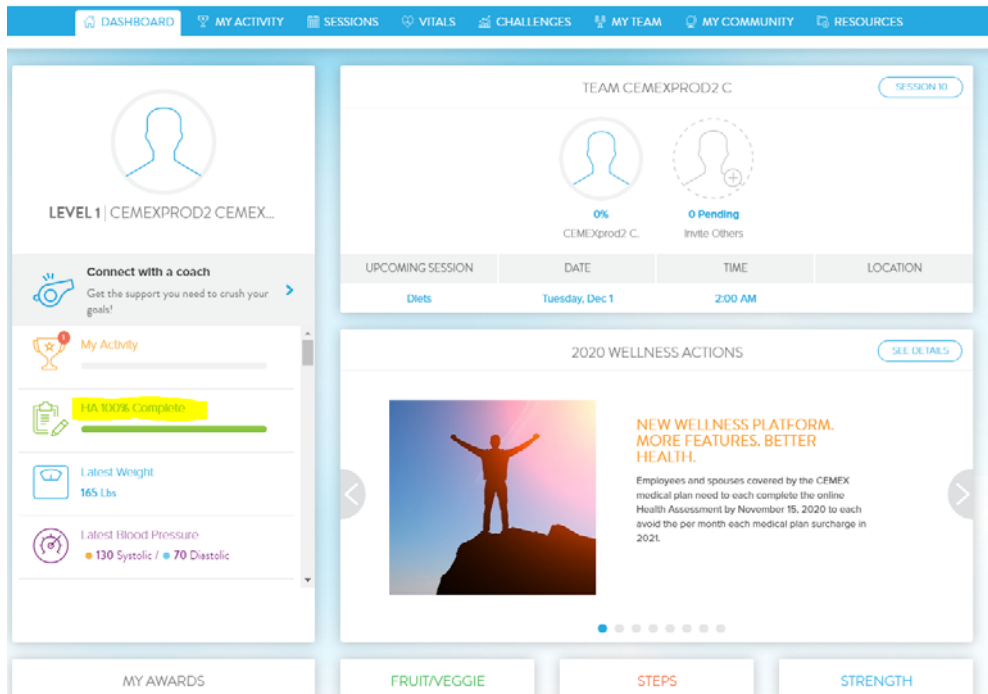 DASHBOARD MY ACTIVITY SESSIONS VITALS CHALLENGES MY TEAM MY COMMUNITY RESOURCES
LEVEL 1 | CEMEXPROD2 CEMEX...
Connect with a coach
Get the support you need to crush your
goals!
1
My Activity
HA 100% Complete
Latest Weight
165 Lbs
Latest Blood Pressure
130 Systolic / 70 Diastolic
TEAM CEMEXPROD2 C
SESSION 10
0%
CEMEXprod2 C.
0 Pending
Invite Others
UPCOMING SESSION DATE TIME LOCATION
Diets Tuesday, Dec 1 2:00 AM
2020 WELLNESS ACTIONS
SEE DETAILS
NEW WELLNESS PLATFORM.
MORE FEATURES. BETTER
HEALTH.
Employees and spouses covered by the CEMEX
medical plan need to each complete the online
Health Assessment by November 15, 2020 to each
avoid the per month each medical plan surcharge in
2021.
MY AWARDS
FRUIT/VEGGIE
STEPS
STRENGTH